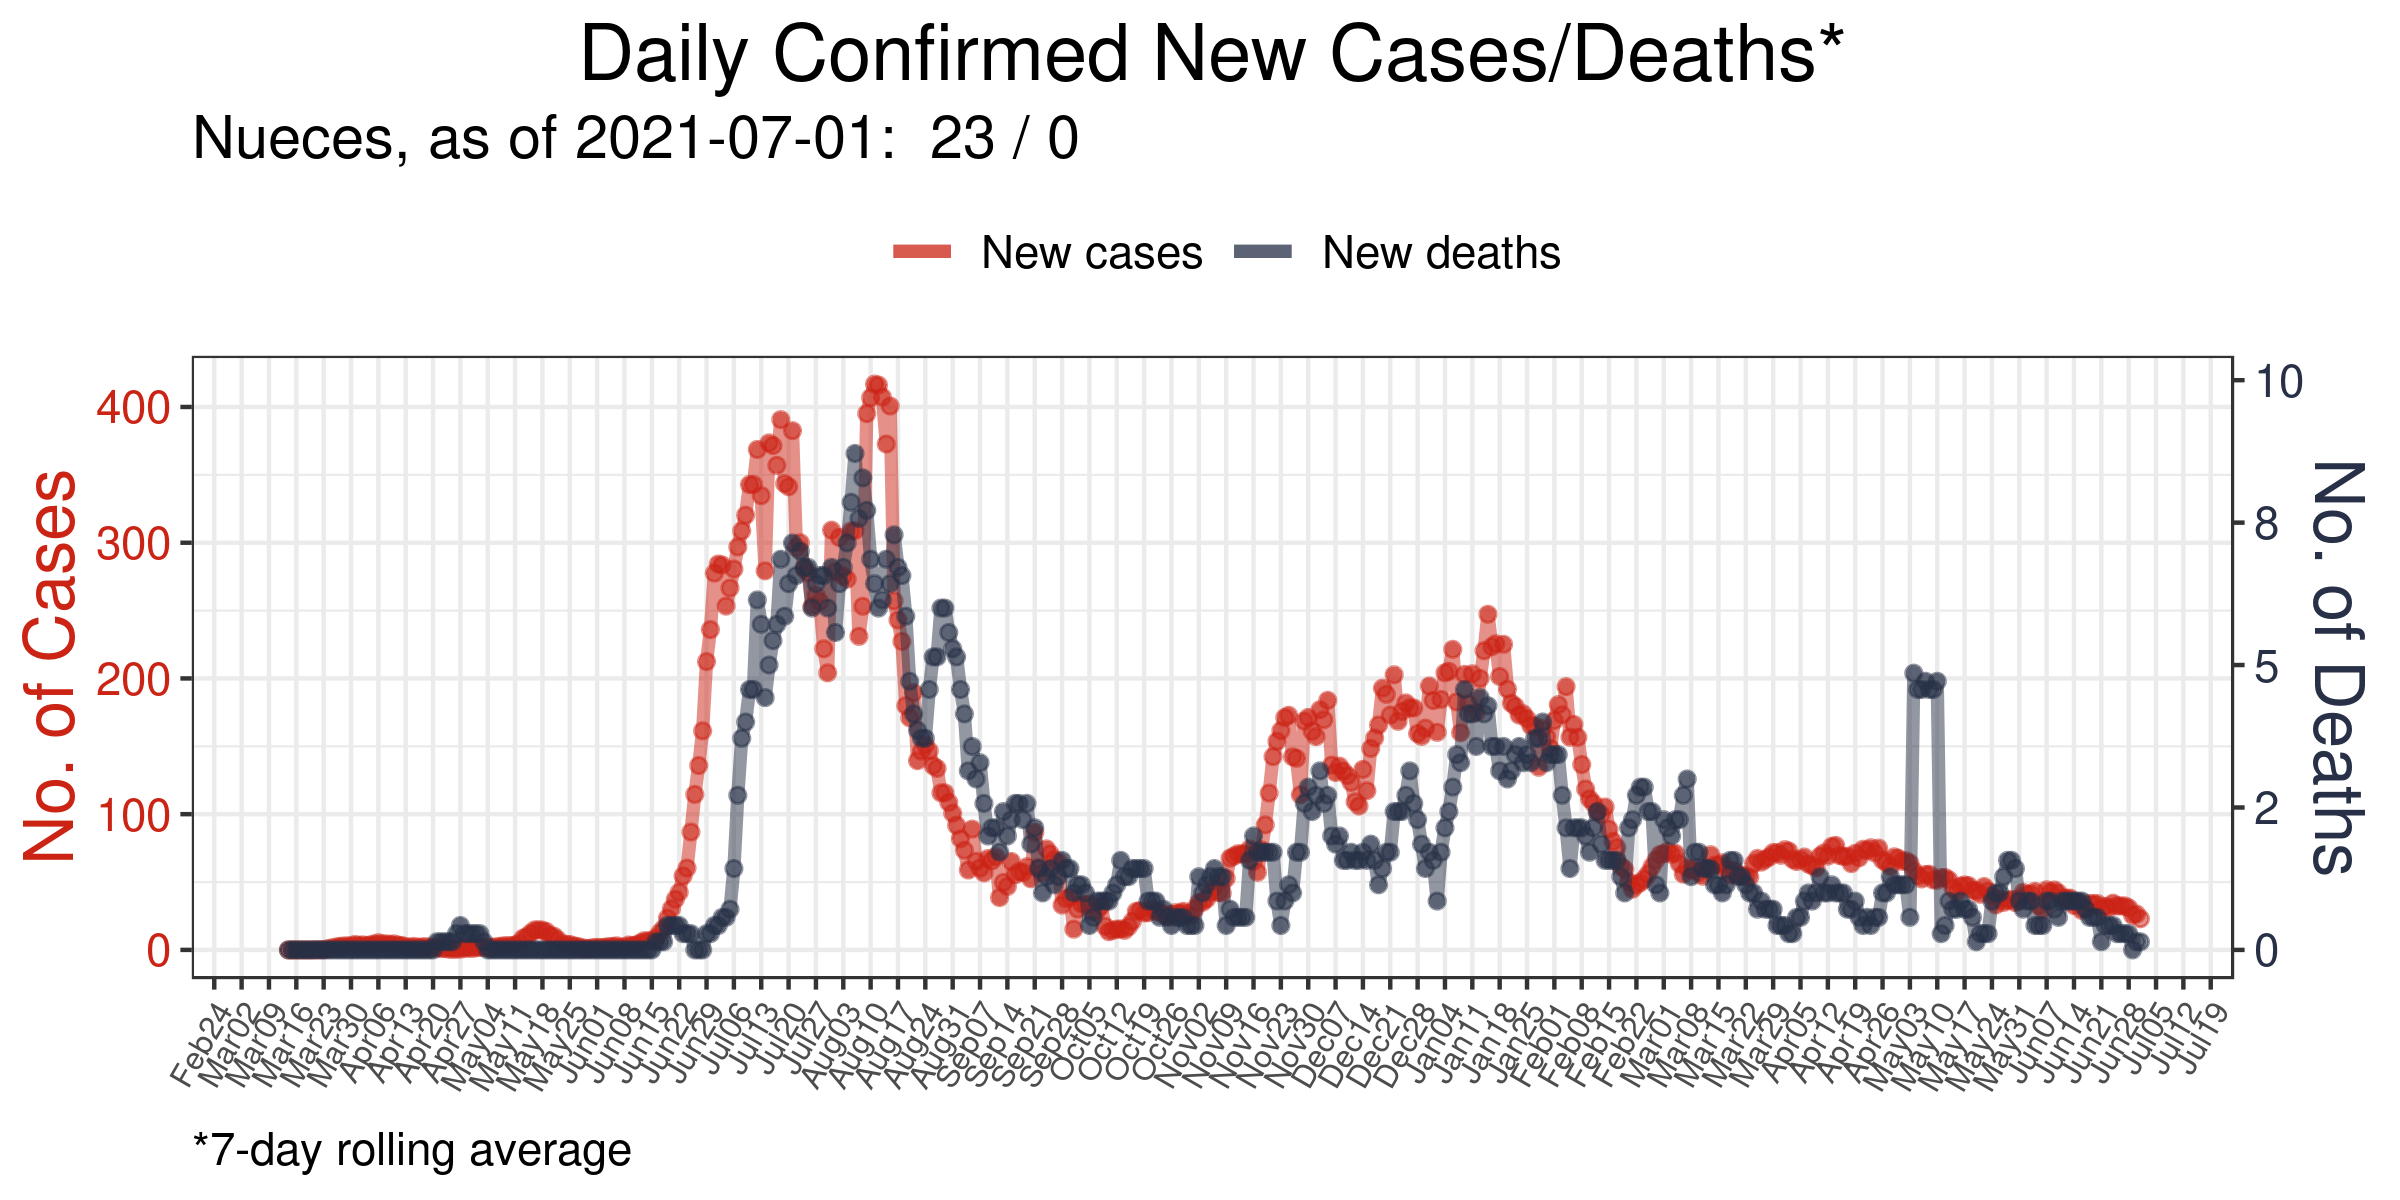 Daily Confirmed New Cases/Deaths*
Nueces, as of 2021-07-01:  23 / 0
New cases
New deaths
No. of Cases
400
300
200
100
0
10
8
5
2
0
No. of Deaths
Feb24
Mar02
Mar09
Mar16
Mar23
Mar30
Apr06
Apr13
Apr20
Apr27
May04
May11
May18
May25
Jun01
Jun08
Jun15
Jun22
Jun29
Jul06
Jul13
Jul20
Jul27
Aug03
Aug10
Aug17
Aug24
Aug31
Sep07
Sep14
Sep21
Sep28
Oct05
Oct12
Oct19
Oct26
Nov02
Nov09
Nov16
Nov23
Nov30
Dec07
Dec14
Dec21
Dec28
Jan04
Jan11
Jan18
Jan25
Feb01
Feb08
Feb15
Feb22
Mar01
Mar08
Mar15
Mar22
Mar29
Apr05
Apr12
Apr19
Apr26
May03
May10
May17
May24
May31
Jun07
Jun14
Jun21
Jun28
Jul05
Jul12
Jul19
*7-day rolling average